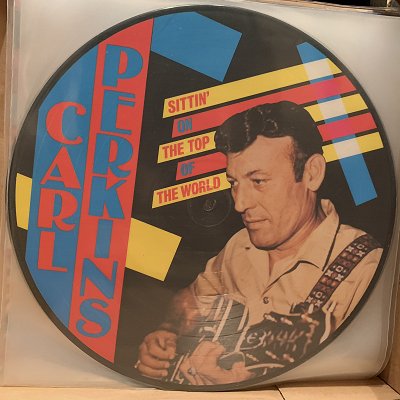 CARL
PERKINS
SITTIN'
ON
THE TOP
OF
THE WORLD